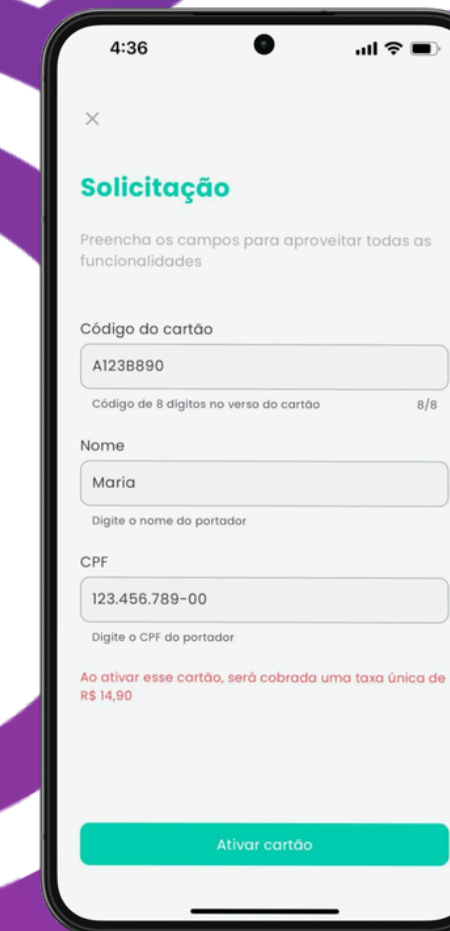 4:36
Solicitação
Preencha os campos para aproveitar todas as
funcionalidades
Código do cartão
A123B890
Código de 8 dígitos no verso do cartão 8/8
Nome
Maria
Digite o nome do portador
CPF
123.456.789-00
Digite o CPF do portador
Ao ativar esse cartão, será cobrada uma taxa única de
R$ 14,90
Ativar cartão